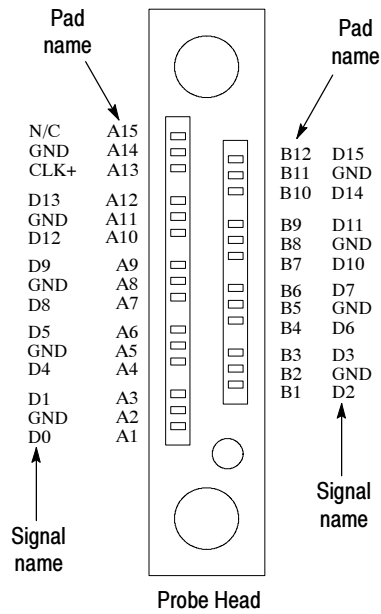 Pad
name
Pad
name
N/C A15
GND A14
CLK+ A13
D13 A12
GND A11
D12 A10
D9 A9
GND A8
D8 A7
D5 A6
GND A5
D4 A4
D1 A3
GND A2
D0 A1
B12 D15
B11 GND
B10 D14
B9 D11
B8 GND
B7 D10
B6 D7
B5 GND
B4 D6
B3 D3
B2 GND
B1 D2
Signal
name
Signal
name
Probe Head